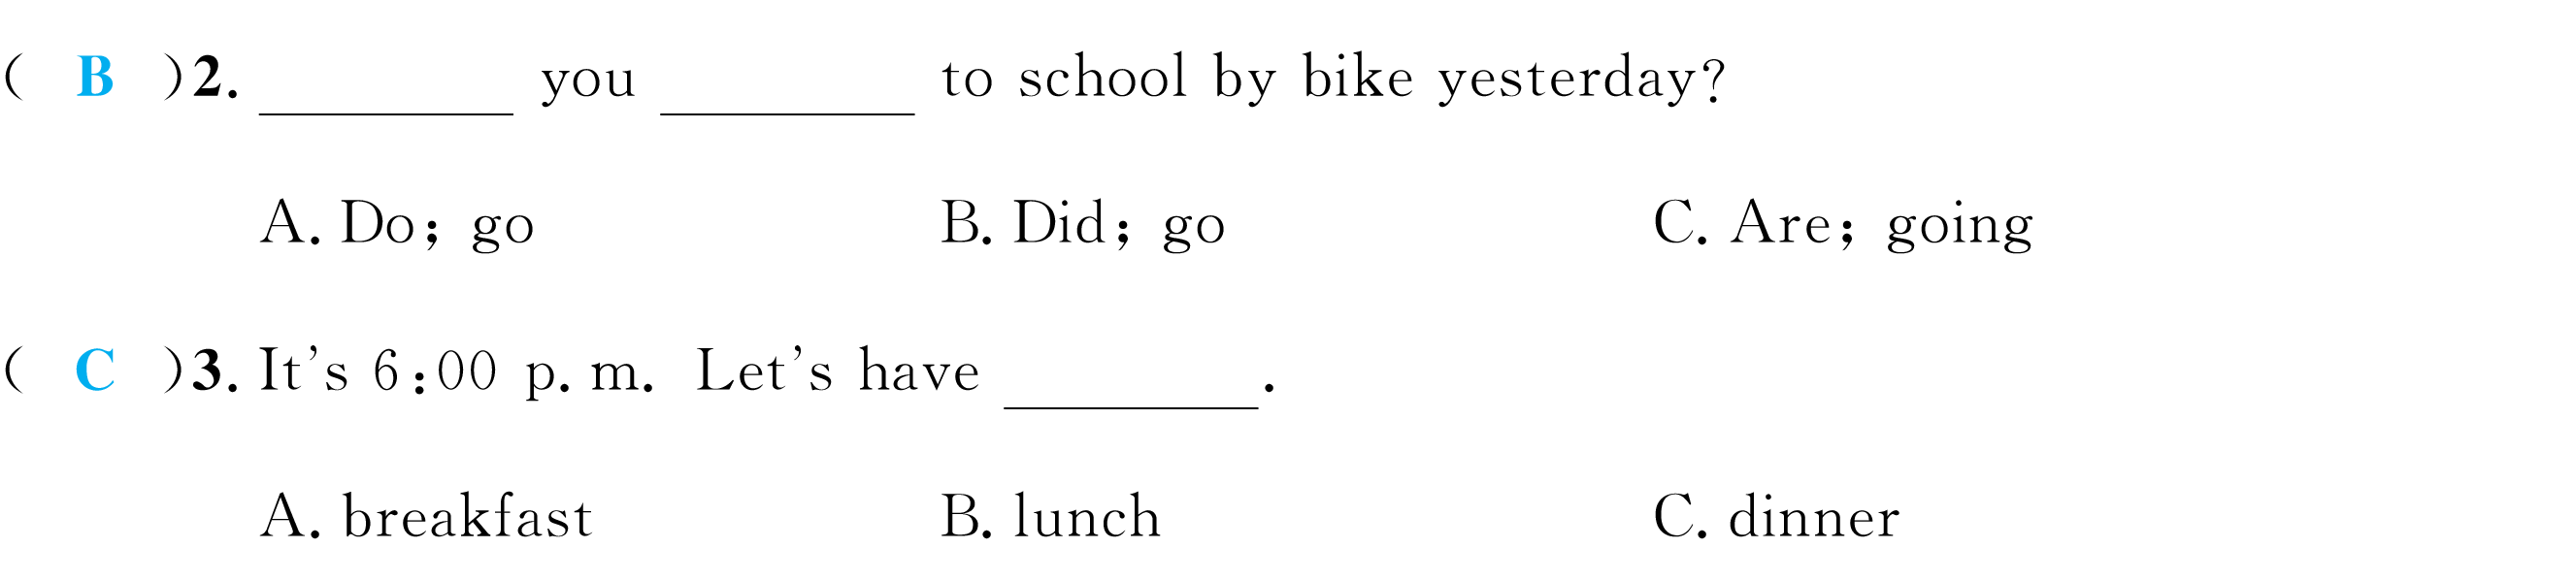 ( B )2. ________ you ________ to school by bike yesterday?
A. Do; go B. Did; go C. Are; going
( C )3. It's 6:00 p. m. Let's have ________.
A. breakfast B. lunch C. dinner